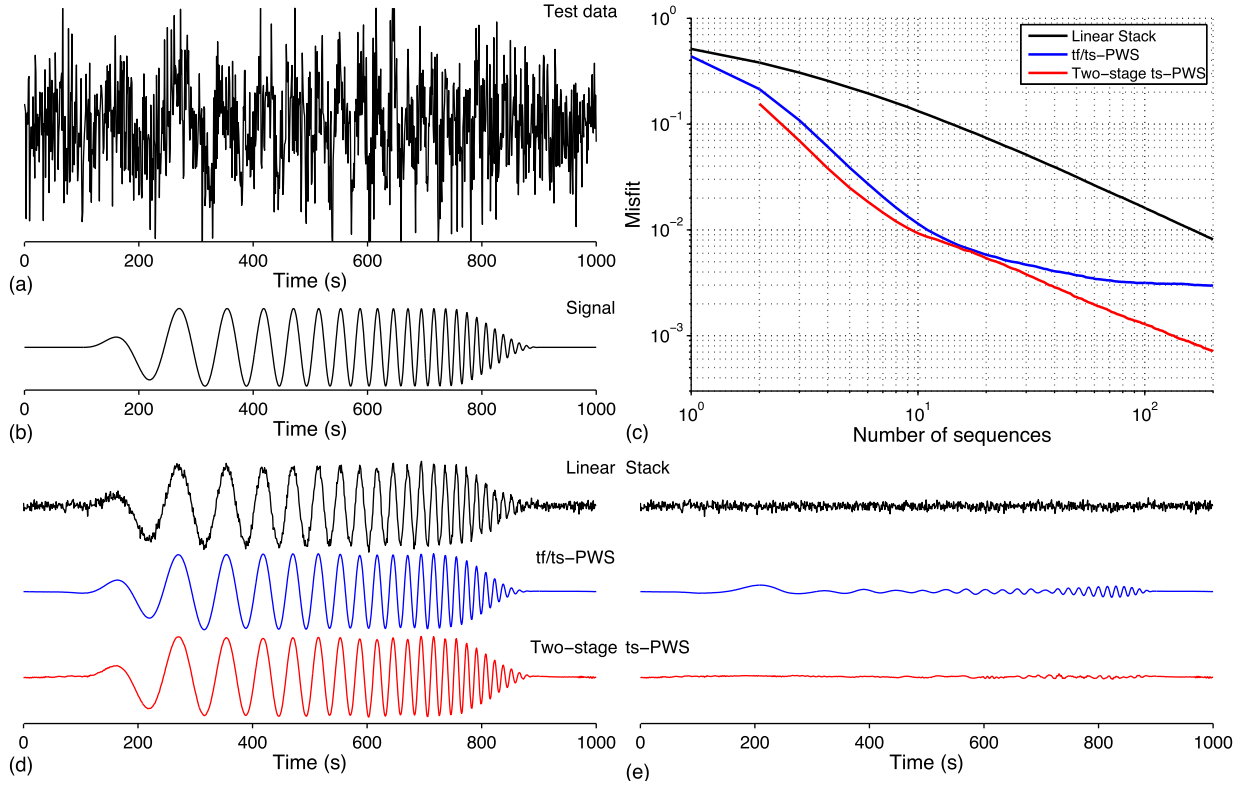 Test data
0 200 400 600 800 1000
Time (s)
(a)
Signal
0 200 400 600 800 1000
Time (s)
(b)
10^0
10^-1
10^-2
10^-3
Misfit
Linear Stack
tf/ts-PWS
Two-stage ts-PWS
10^0 10^1 10^2
Number of sequences
(c)
Linear Stack
tf/ts-PWS
Two-stage ts-PWS
0 200 400 600 800 1000
Time (s)
(d)
0 200 400 600 800 1000
Time (s)
(e)